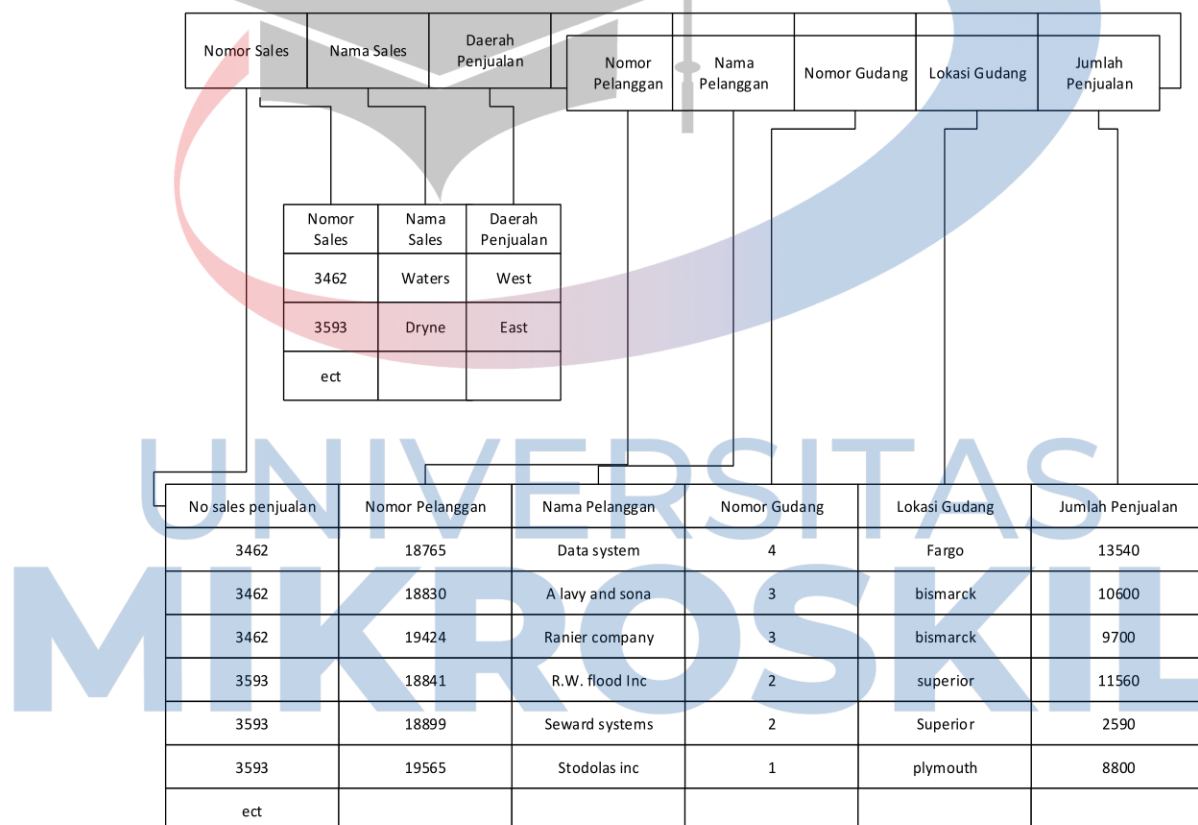 Nomor Sales Nama Sales Daerah Penjualan Nomor Pelanggan Nama Pelanggan Nomor Gudang Lokasi Gudang Jumlah Penjualan
Nomor Sales Nama Sales Daerah Penjualan
3462 Waters West
3593 Dryne East
ect
UNIVERSITAS
MIKROSKIL
No sales penjualan Nomor Pelanggan Nama Pelanggan Nomor Gudang Lokasi Gudang Jumlah Penjualan
3462 18765 Data system 4 Fargo 13540
3462 18830 A lavy and sona 3 bismarck 10600
3462 19424 Ranier company 3 bismarck 9700
3593 18841 R.W. flood Inc 2 superior 11560
3593 18899 Seward systems 2 Superior 2590
3593 19565 Stodolas inc 1 plymouth 8800
ect